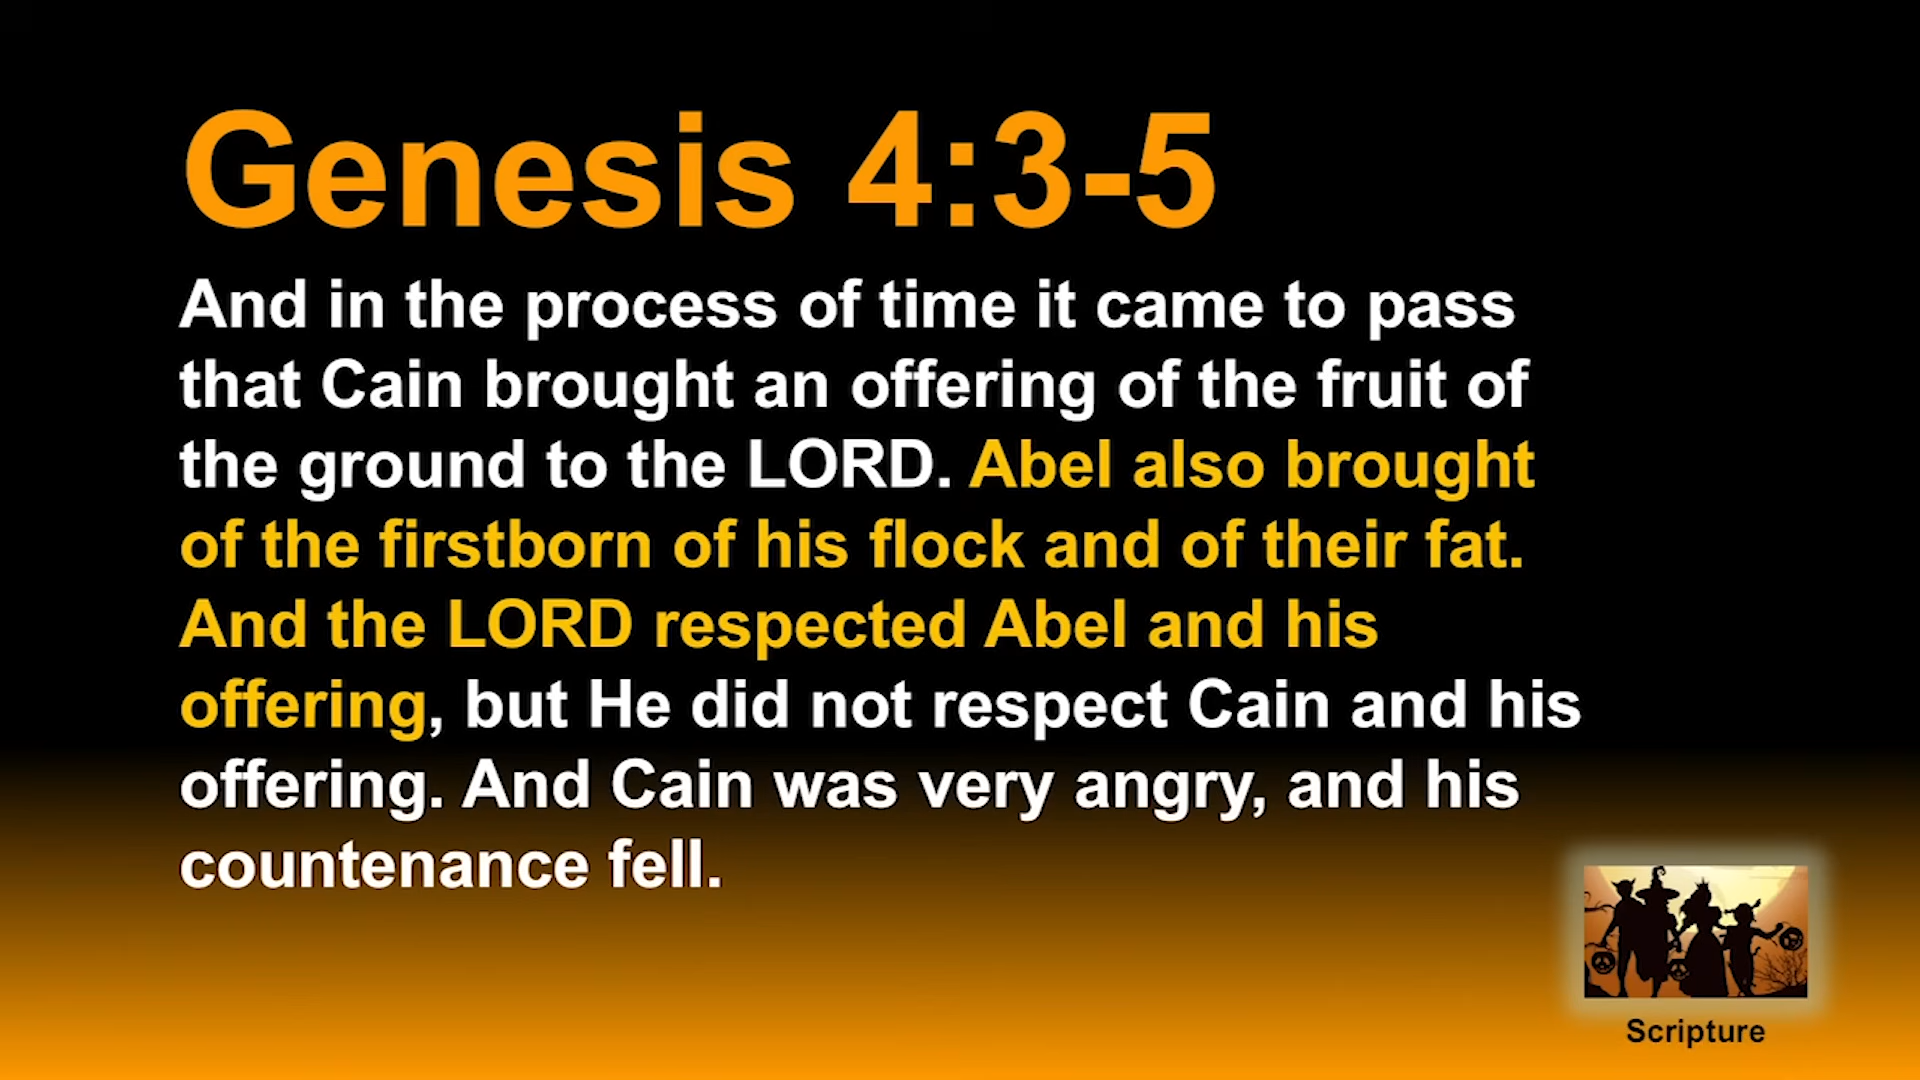 Genesis 4:3-5
And in the process of time it came to pass
that Cain brought an offering of the fruit of
the ground to the LORD. Abel also brought
of the firstborn of his flock and of their fat.
And the LORD respected Abel and his
offering, but He did not respect Cain and his
offering. And Cain was very angry, and his
countenance fell.
Scripture